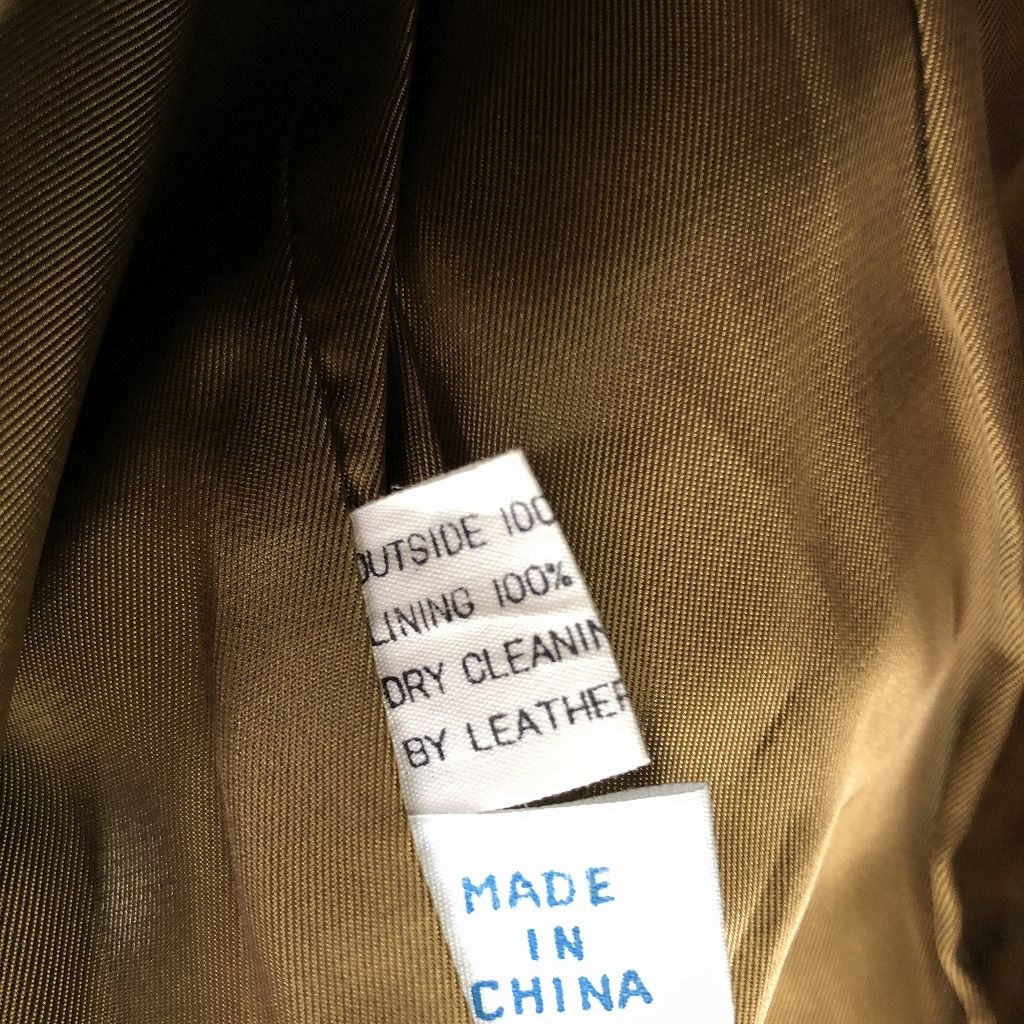 OUTSIDE 100
LINING 100%
DRY CLEANIN
BY LEATHER
MADE
IN
CHINA